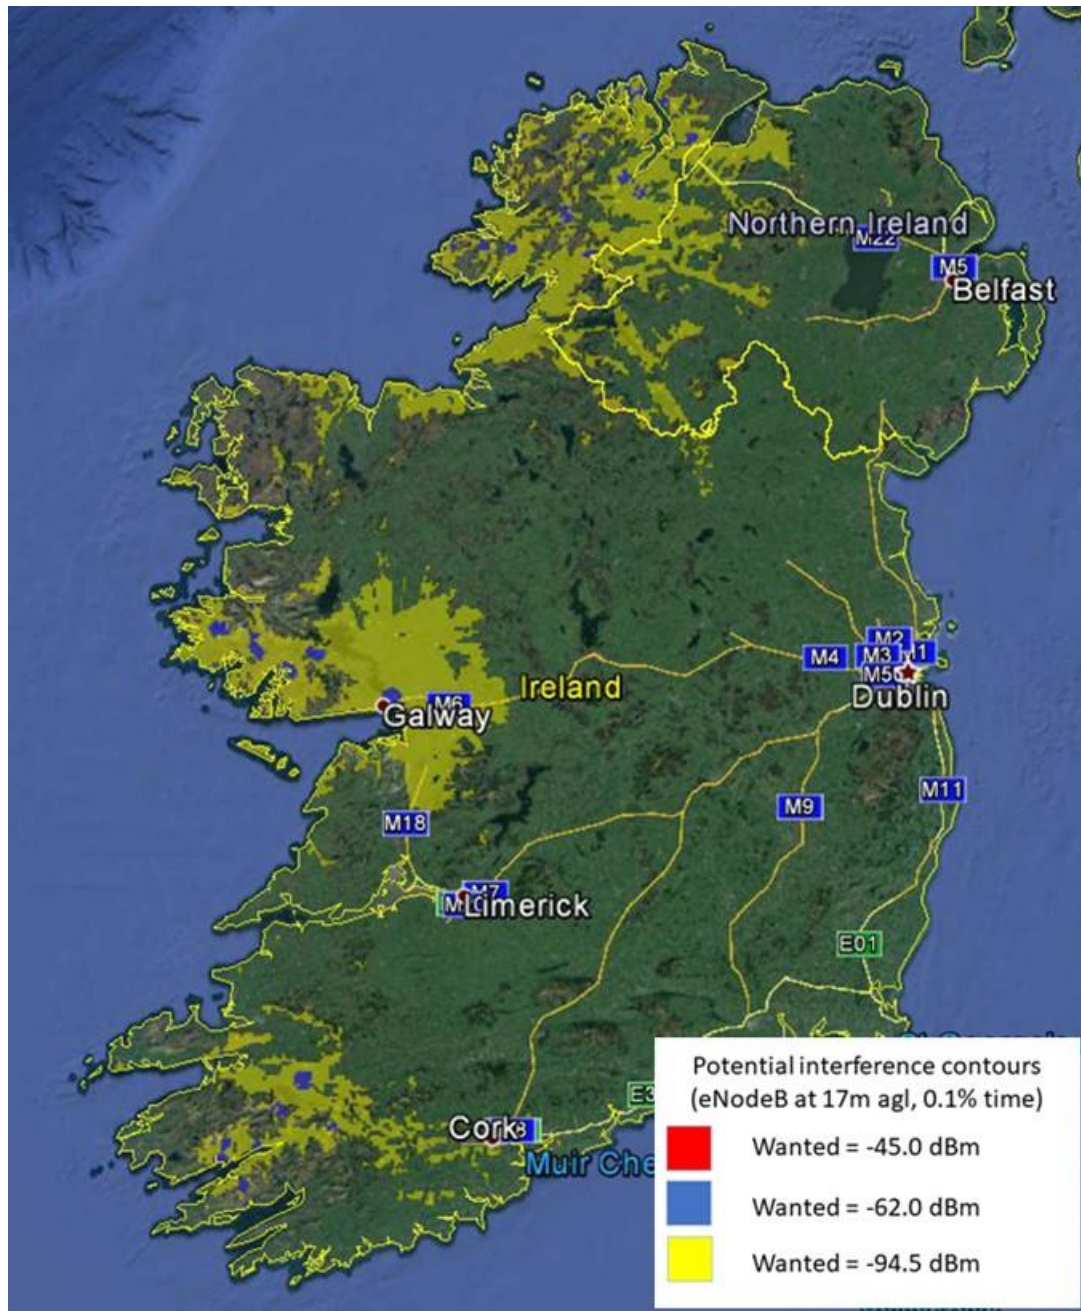 Northern Ireland
M22
M5
Belfast
M2
M3
M4
Dublin
Ireland
M6
Galway
M11
M9
M18
M7
Limerick
E01
Cork
Potential interference contours
(eNodeB at 17m agl, 0.1% time)
Wanted = -45.0 dBm
Wanted = -62.0 dBm
Wanted = -94.5 dBm